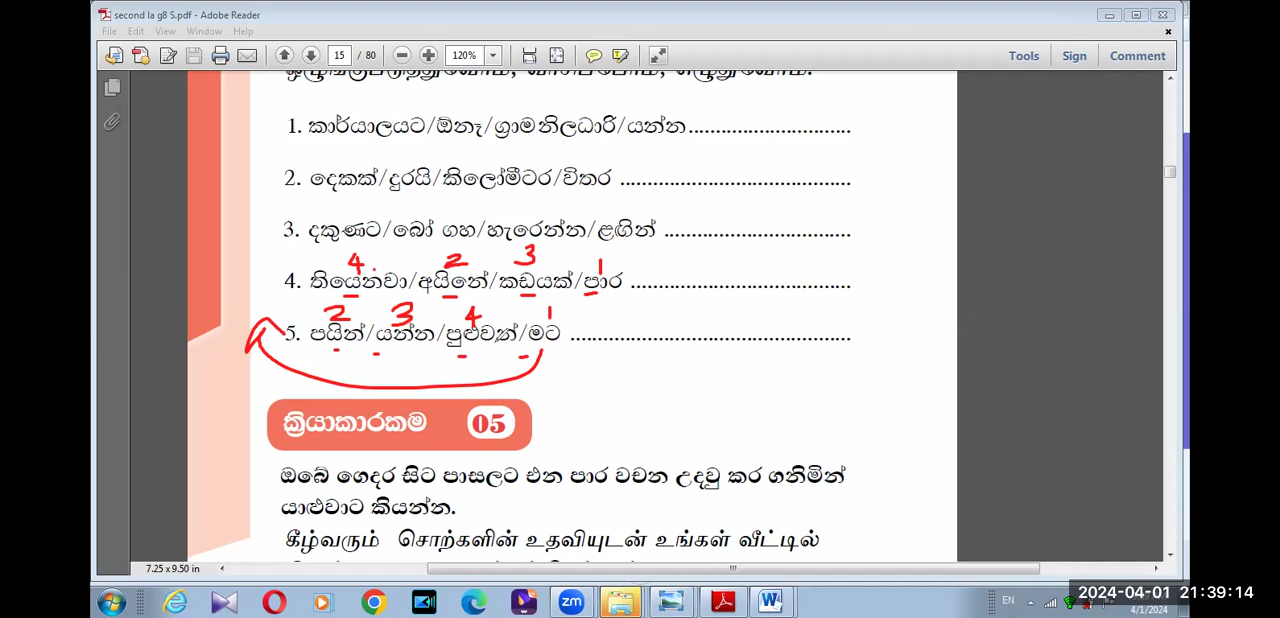 second la g8 S.pdf - Adobe Reader
File Edit View Window Help
15 / 80 120% Tools Sign Comment
1. කාර්යාලයට/ඕනෑ/ග්‍රාමනිලධාරි/යන්න..............................
2. දෙකක්/දුරයි/කිලෝමීටර/විතර ..........................................
3. දකුණට/බෝ ගහ/හැරෙන්න/ළඟින් ..................................
4 2 3 1
4. තියෙනවා/අයිනේ/කඩයක්/පාර ........................................
2 3 4 1
5. පයින්/යන්න/පුළුවන්/මට ...................................................
ක්‍රියාකාරකම 05
ඔබේ ගෙදර සිට පාසලට එන පාර වචන උදවු කර ගනිමින්
යාළුවාට කියන්න.
கீழ்வரும் சொற்களின் உதவியுடன் உங்கள் வீட்டில்
7.25 x 9.50 in
EN
2024-04-01 21:39:14
4/1/2024